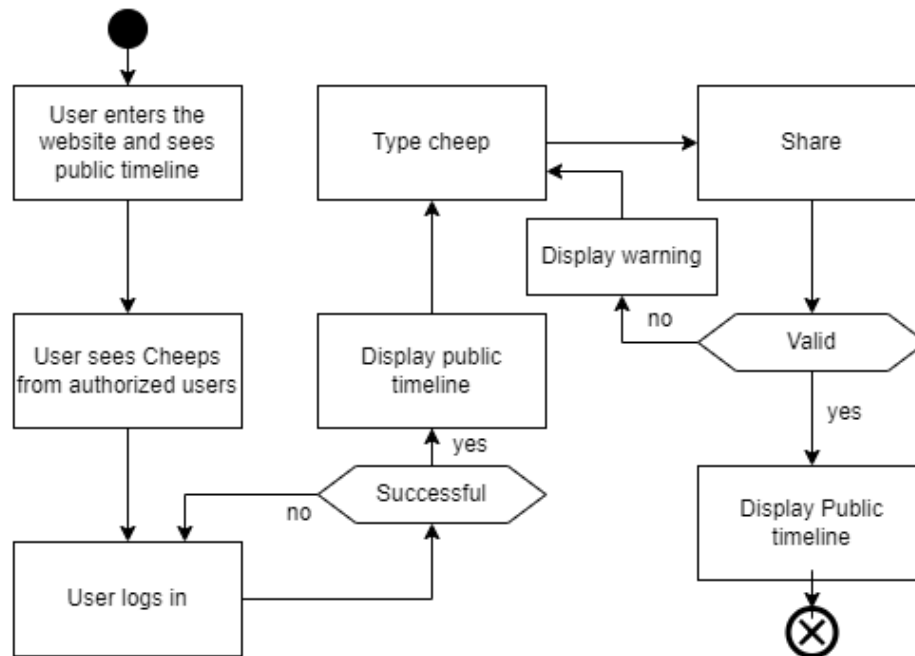 User enters the
website and sees
public timeline
User sees Cheeps
from authorized users
User logs in
Successful
no
yes
Display public
timeline
Type cheep
Share
Valid
no
Display warning
yes
Display Public
timeline